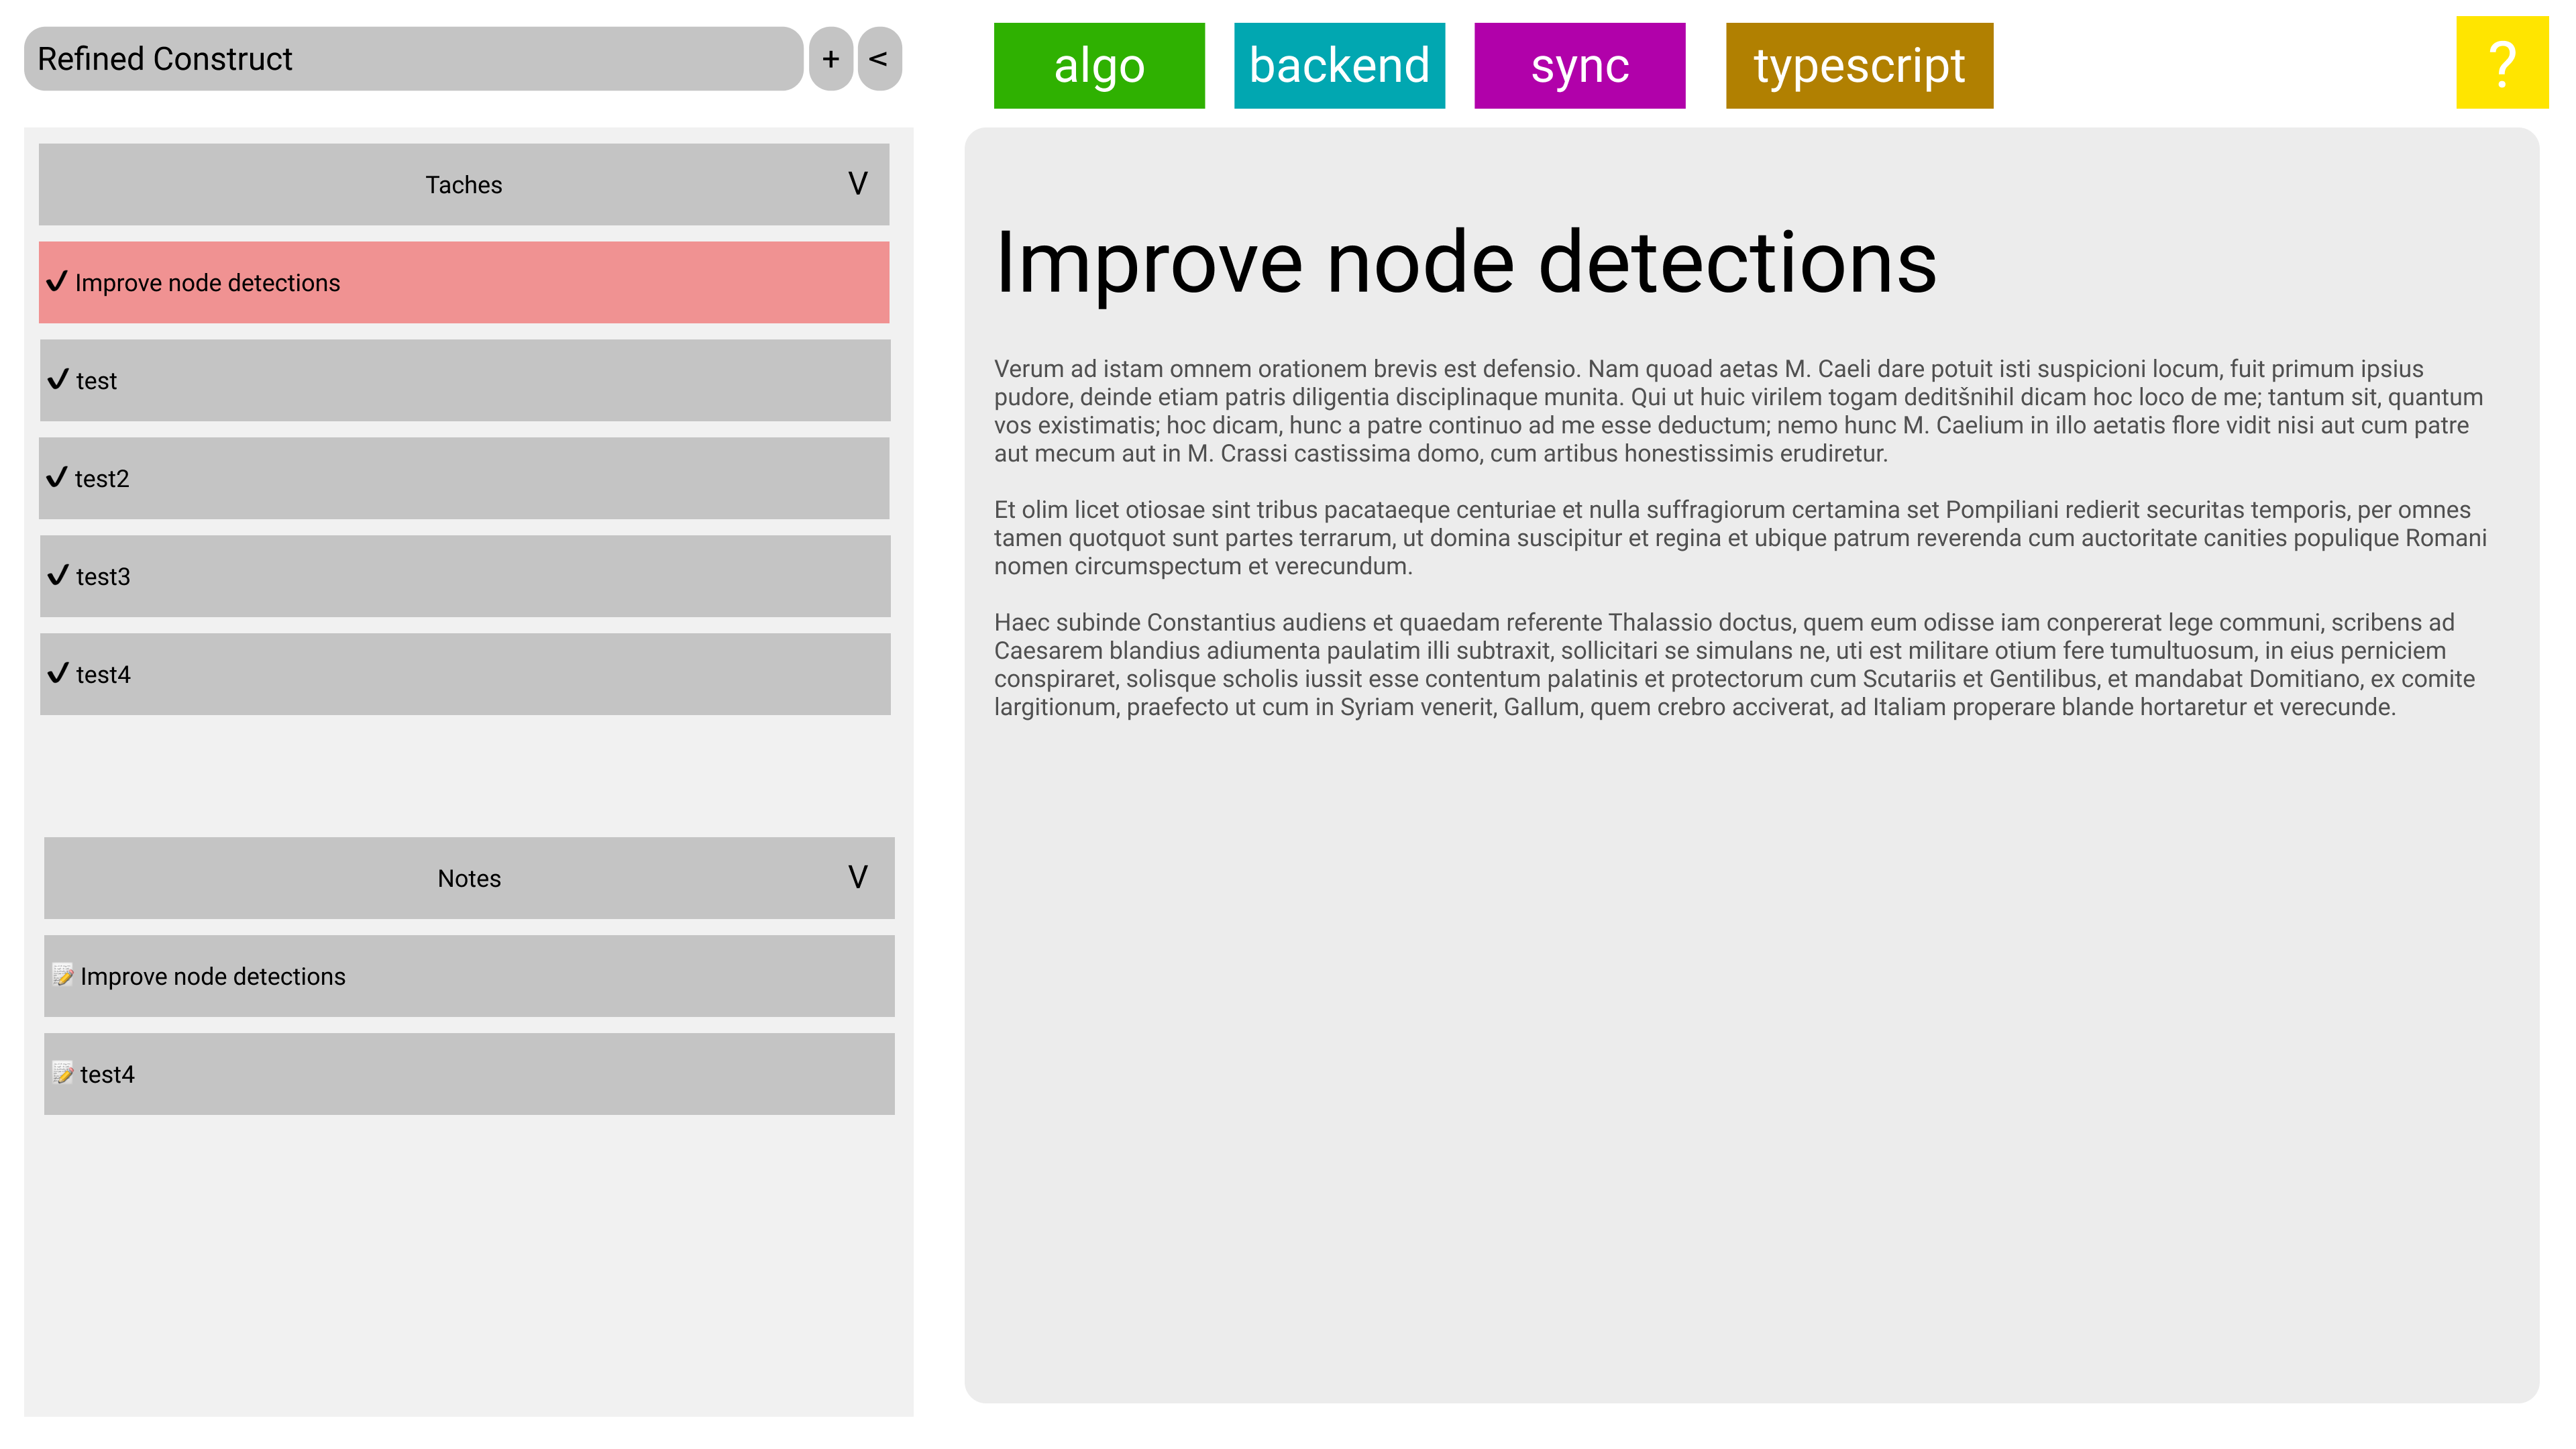 Refined Construct
+
<
algo
backend
sync
typescript
?
Taches
V
✔ Improve node detections
✔ test
✔ test2
✔ test3
✔ test4
Notes
V
📝 Improve node detections
📝 test4
Improve node detections
Verum ad istam omnem orationem brevis est defensio. Nam quoad aetas M. Caeli dare potuit isti suspicioni locum, fuit primum ipsius
pudore, deinde etiam patris diligentia disciplinaque munita. Qui ut huic virilem togam deditšnihil dicam hoc loco de me; tantum sit, quantum
vos existimatis; hoc dicam, hunc a patre continuo ad me esse deductum; nemo hunc M. Caelium in illo aetatis flore vidit nisi aut cum patre
aut mecum aut in M. Crassi castissima domo, cum artibus honestissimis erudiretur.
Et olim licet otiosae sint tribus pacataeque centuriae et nulla suffragiorum certamina set Pompiliani redierit securitas temporis, per omnes
tamen quotquot sunt partes terrarum, ut domina suscipitur et regina et ubique patrum reverenda cum auctoritate canities populique Romani
nomen circumspectum et verecundum.
Haec subinde Constantius audiens et quaedam referente Thalassio doctus, quem eum odisse iam conpererat lege communi, scribens ad
Caesarem blandius adiumenta paulatim illi subtraxit, sollicitari se simulans ne, uti est militare otium fere tumultuosum, in eius perniciem
conspiraret, solisque scholis iussit esse contentum palatinis et protectorum cum Scutariis et Gentilibus, et mandabat Domitiano, ex comite
largitionum, praefecto ut cum in Syriam venerit, Gallum, quem crebro acciverat, ad Italiam properare blande hortaretur et verecunde.